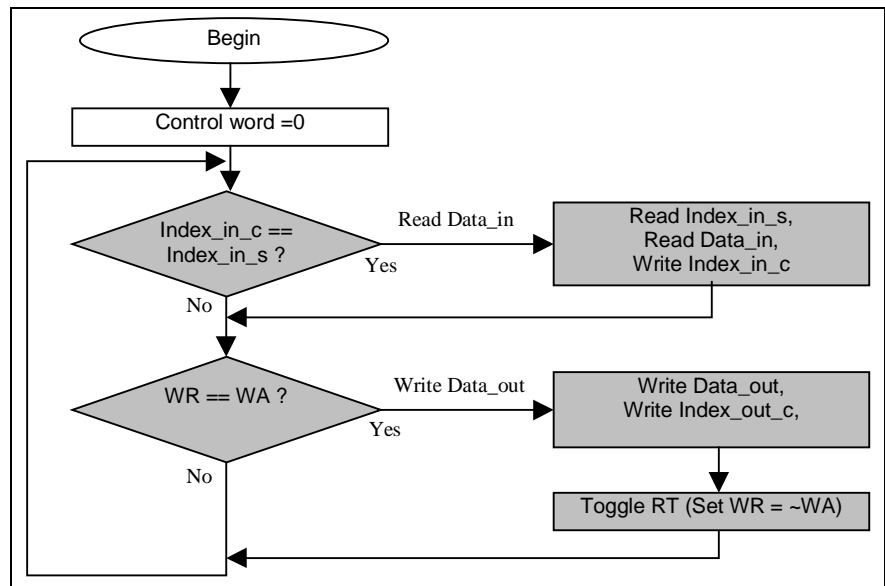 Begin
Control word =0
Index_in_c ==
Index_in_s ?
Read Data_in
Yes
Read Index_in_s,
Read Data_in,
Write Index_in_c
No
WR == WA ?
Write Data_out
Yes
Write Data_out,
Write Index_out_c,
No
Toggle RT (Set WR = ~WA)